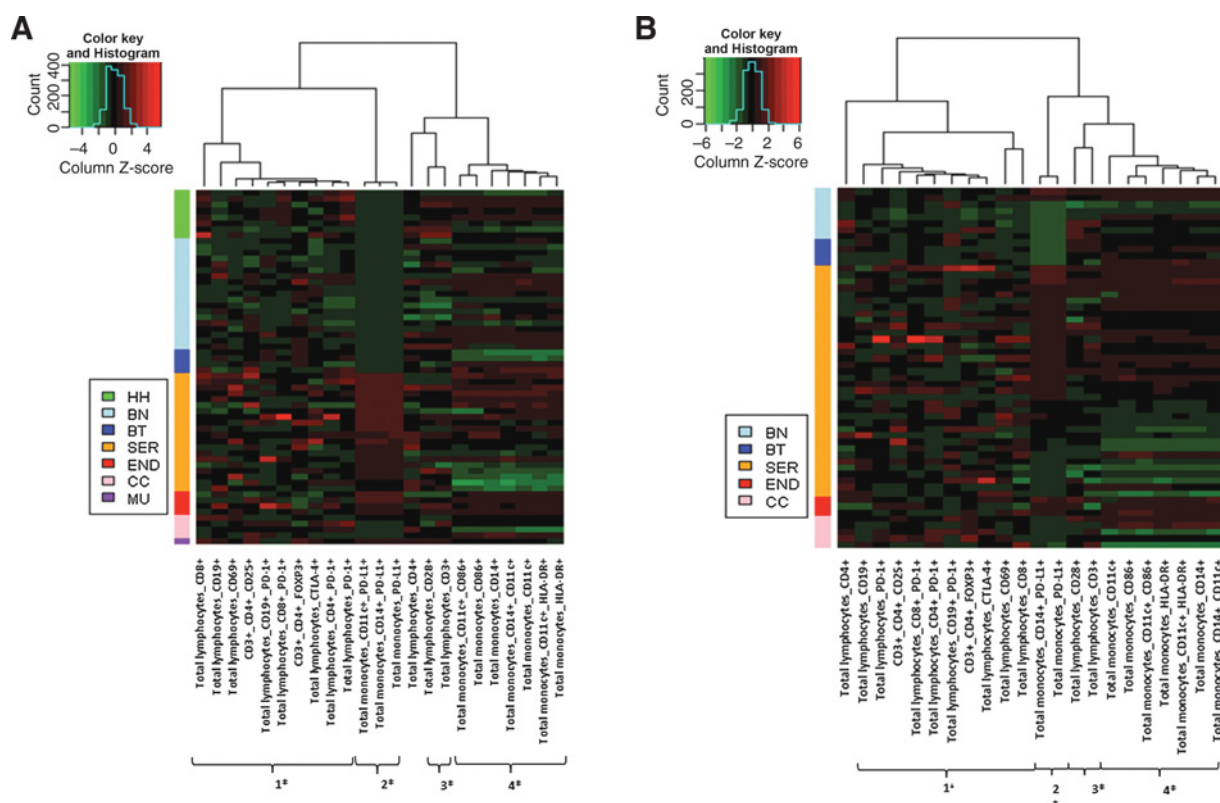 A
Color key
and Histogram
Count
0 200 400
−4 0 4
Column Z-score
HH
BN
BT
SER
END
CC
MU
Total lymphocytes_CD8+
Total lymphocytes_CD19+
Total lymphocytes_CD69+
CD3+_CD4+_CD25+
Total lymphocytes_CD19+_PD-1+
Total lymphocytes_CD8+_PD-1+
CD3+_CD4+_FOXP3+
Total lymphocytes_CTLA-4+
Total lymphocytes_CD4+_PD-1+
Total lymphocytes_PD-1+
Total monocytes_CD11c+_PD-L1+
Total monocytes_CD14+_PD-L1+
Total monocytes_PD-L1+
Total lymphocytes_CD4+
Total lymphocytes_CD28+
Total lymphocytes_CD3+
Total monocytes_CD11c+_CD86+
Total monocytes_CD86+
Total monocytes_CD14+
Total monocytes_CD14+_CD11c+
Total monocytes_CD11c+
Total monocytes_CD11c+_HLA-DR+
Total monocytes_HLA-DR+
1* 2* 3* 4*
B
Color key
and Histogram
Count
0 200
−6 −2 2 6
Column Z-score
BN
BT
SER
END
CC
Total lymphocytes_CD4+
Total lymphocytes_CD19+
Total lymphocytes_PD-1+
CD3+_CD4+_CD25+
Total lymphocytes_CD8+_PD-1+
Total lymphocytes_CD4+_PD-1+
Total lymphocytes_CD19+_PD-1+
CD3+_CD4+_FOXP3+
Total lymphocytes_CTLA-4+
Total lymphocytes_CD69+
Total lymphocytes_CD8+
Total monocytes_CD14+_PD-L1+
Total monocytes_PD-L1+
Total lymphocytes_CD28+
Total lymphocytes_CD3+
Total monocytes_CD11c+
Total monocytes_CD86+
Total monocytes_CD11c+_CD86+
Total monocytes_HLA-DR+
Total monocytes_CD11c+_HLA-DR+
Total monocytes_CD14+
Total monocytes_CD14+_CD11c+
1* 2 3* 4*
*